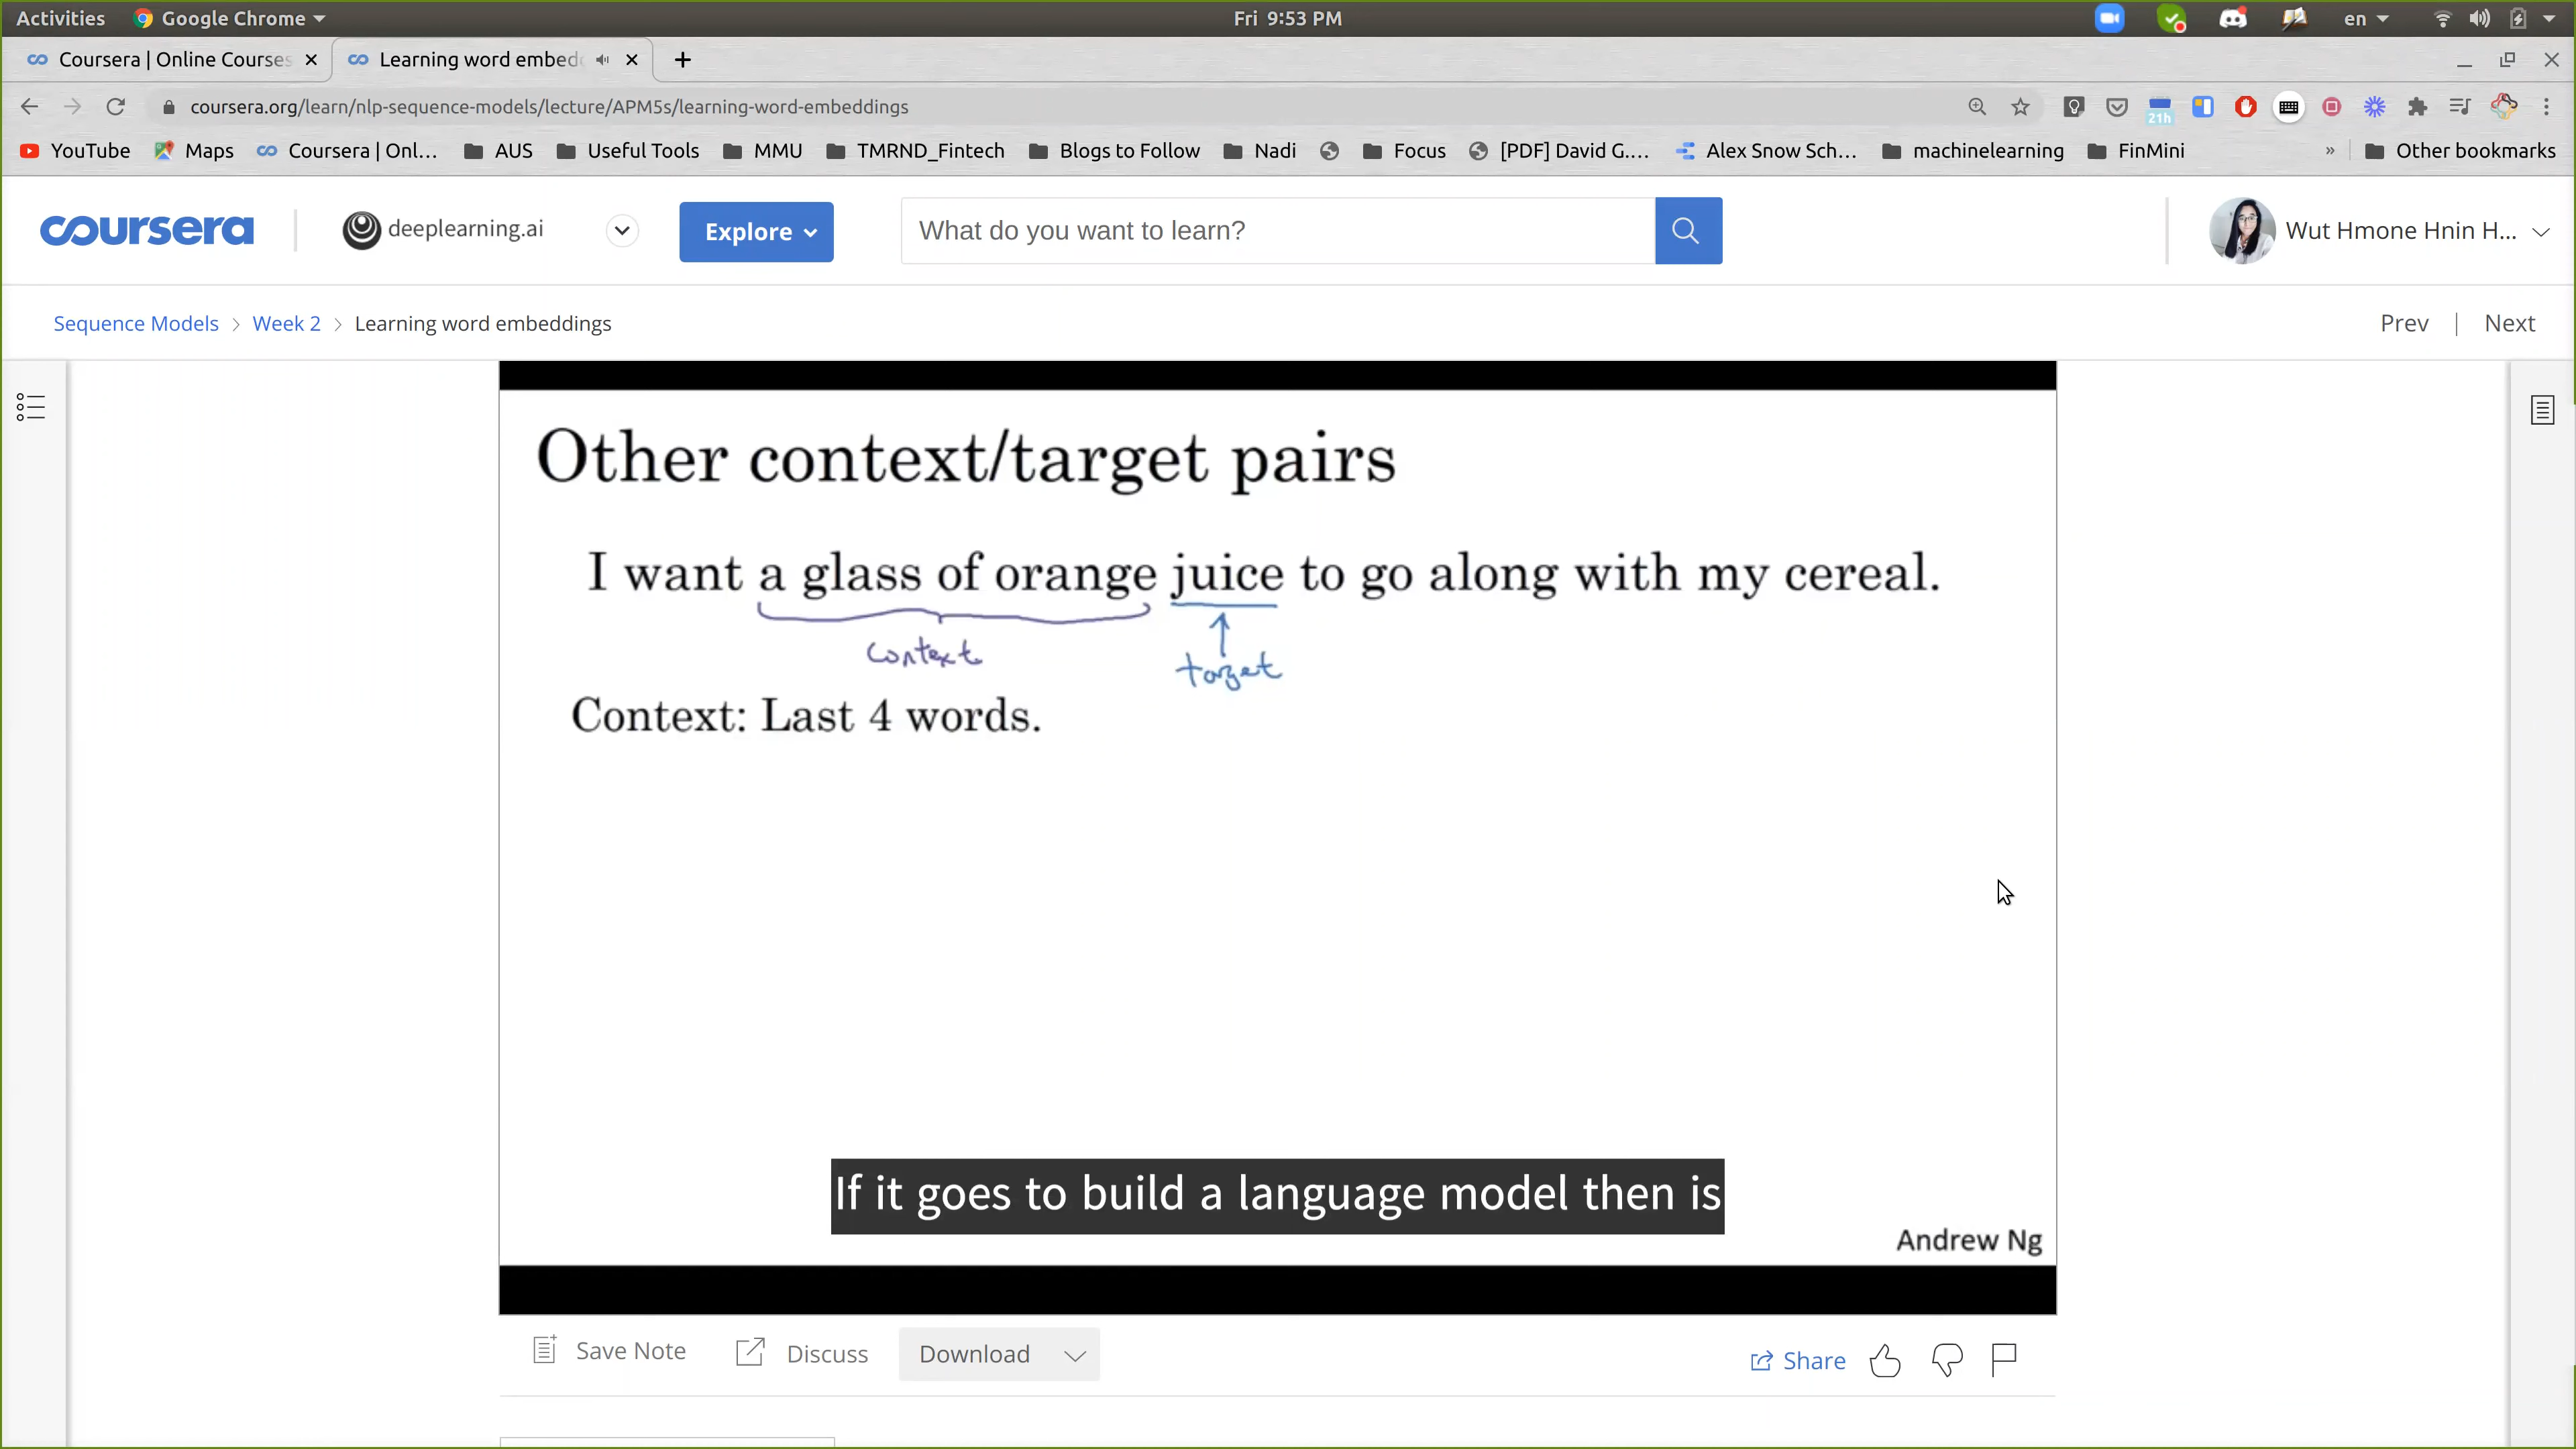 Activities Google Chrome Fri 9:53 PM en
Coursera | Online Courses Learning word embed
coursera.org/learn/nlp-sequence-models/lecture/APM5s/learning-word-embeddings 21h
YouTube Maps Coursera | Onl... AUS Useful Tools MMU TMRND_Fintech Blogs to Follow Nadi Focus [PDF] David G.... Alex Snow Sch... machinelearning FinMini » Other bookmarks
coursera deeplearning.ai Explore What do you want to learn? Wut Hmone Hnin H...
Sequence Models > Week 2 > Learning word embeddings Prev | Next
Other context/target pairs
I want a glass of orange juice to go along with my cereal.
context target
Context: Last 4 words.
If it goes to build a language model then is
Andrew Ng
Save Note Discuss Download Share